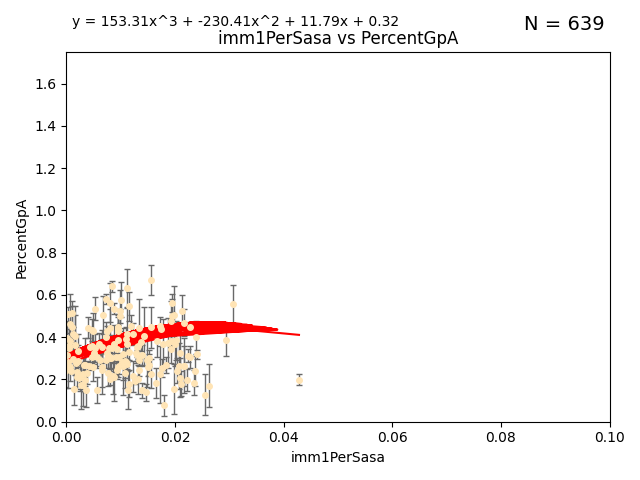 y = 153.31x^3 + -230.41x^2 + 11.79x + 0.32
N = 639
imm1PerSasa vs PercentGpA
PercentGpA
1.6
1.4
1.2
1.0
0.8
0.6
0.4
0.2
0.0
0.00 0.02 0.04 0.06 0.08 0.10
imm1PerSasa